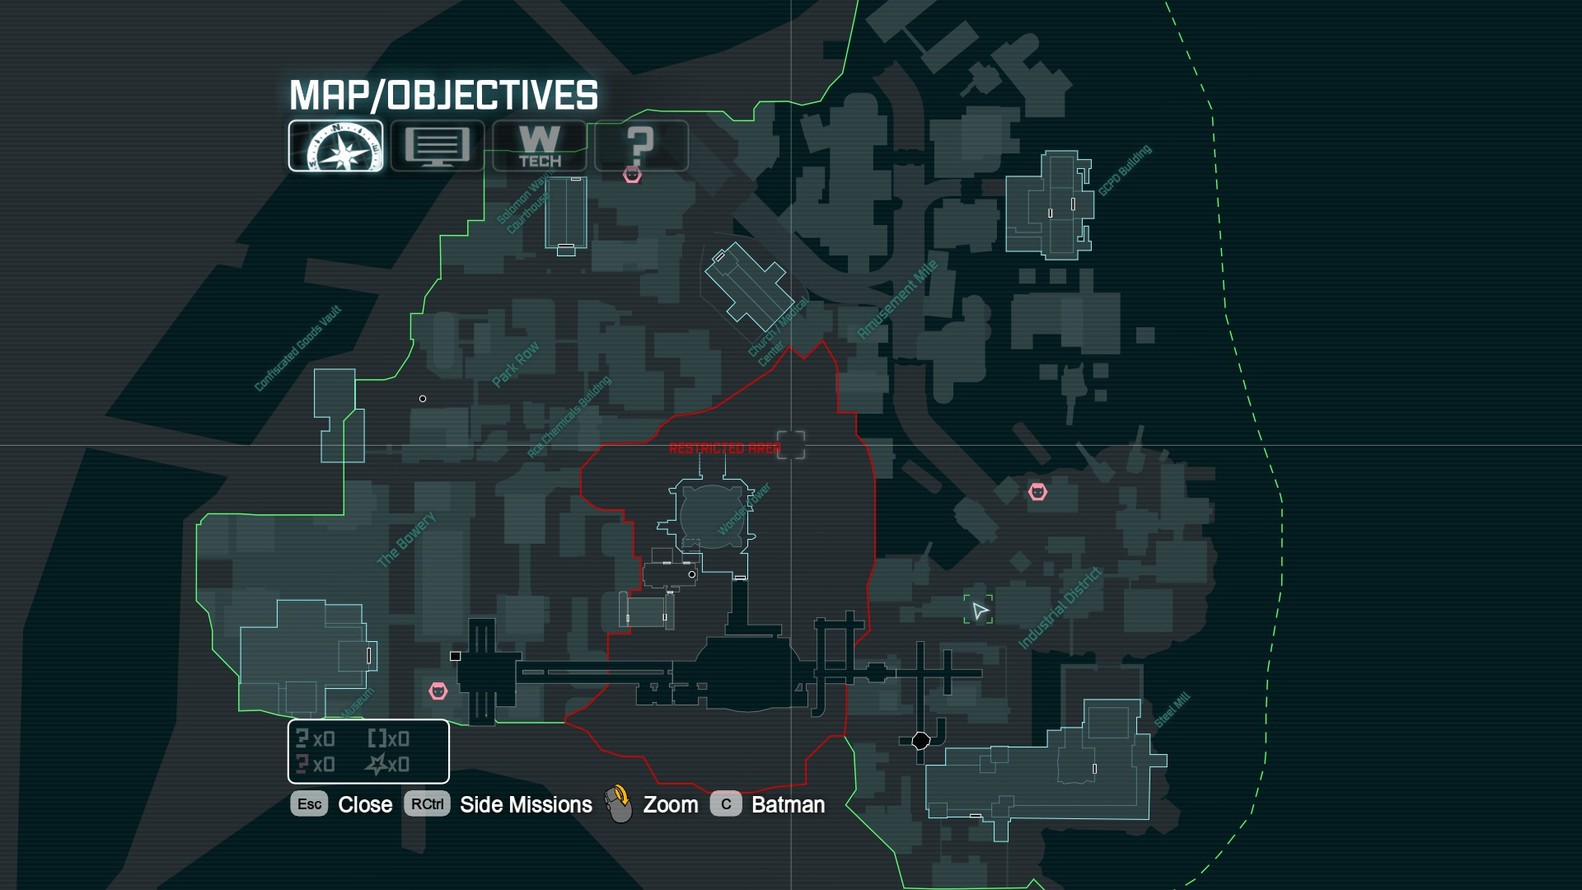 MAP/OBJECTIVES
W
TECH
?
Solomon Wayne
Courthouse
GCPD Building
Confiscated Goods Vault
Park Row
Church / Medical
Center
Amusement Mile
Ace Chemicals Building
RESTRICTED AREA
Wonder Tower
The Bowery
Industrial District
Museum
Steel Mill
? x0 []x0
? x0 x0
Esc Close RCtrl Side Missions Zoom C Batman